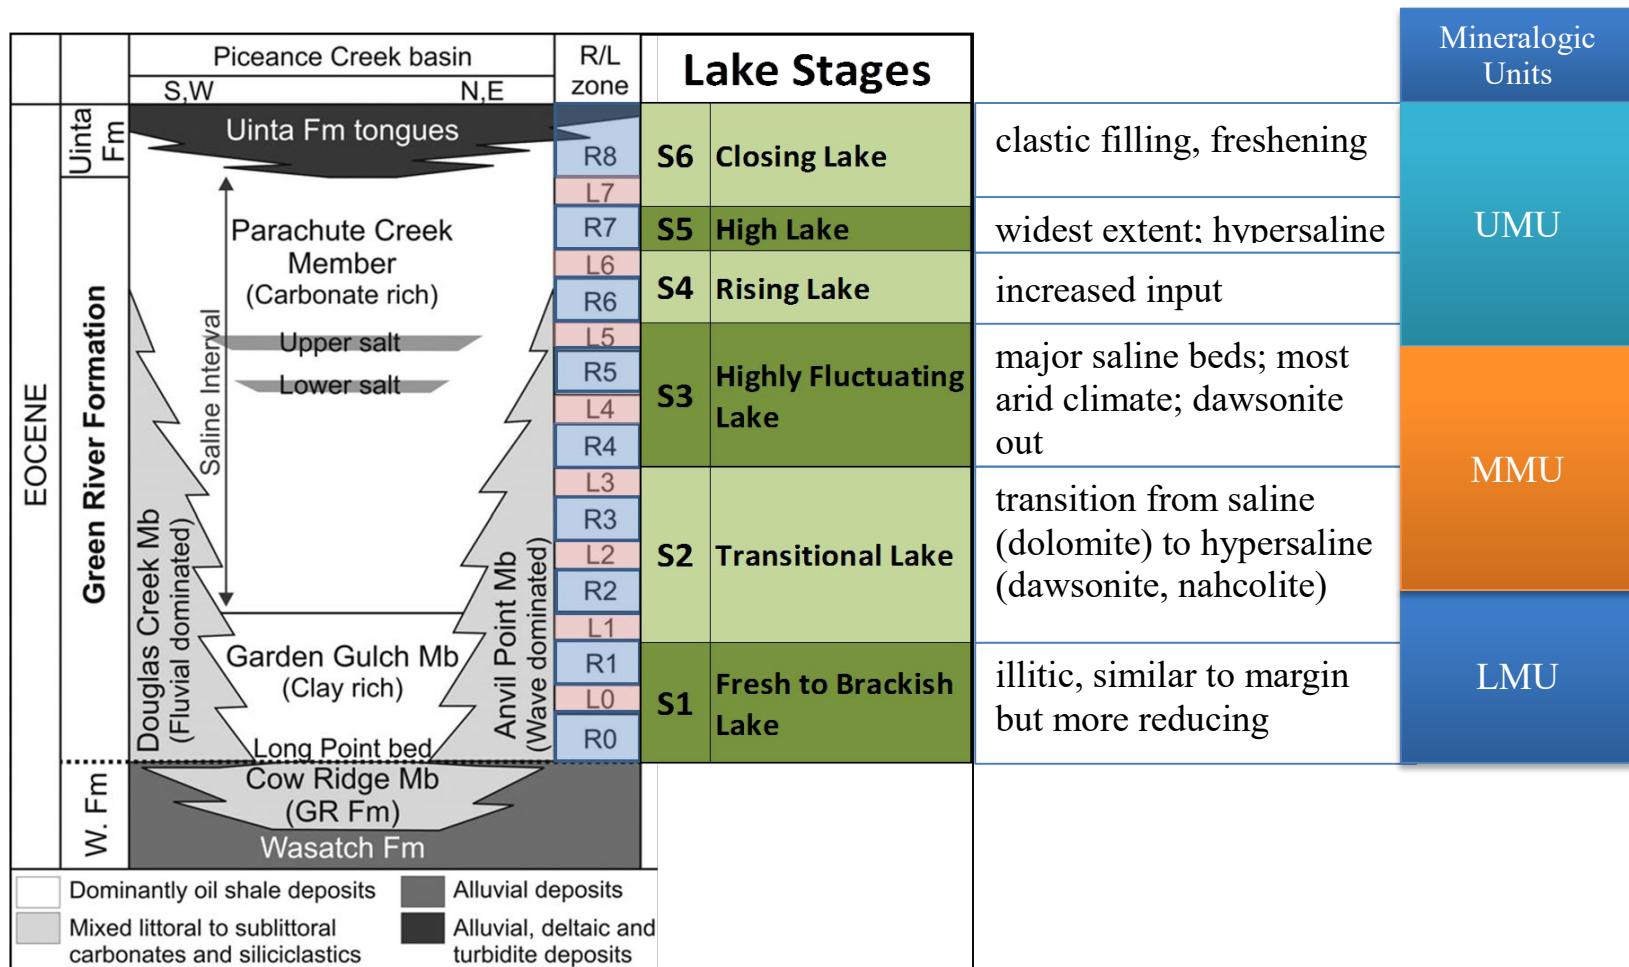 Piceance Creek basin
S,W
N,E
R/L
zone
Lake Stages
Mineralogic
Units
EOCENE
Uinta
Fm
Green River Formation
W. Fm
Uinta Fm tongues
Parachute Creek
Member
(Carbonate rich)
Saline Interval
Upper salt
Lower salt
Douglas Creek Mb
(Fluvial dominated)
Anvil Point Mb
(Wave dominated)
Garden Gulch Mb
(Clay rich)
Long Point bed
Cow Ridge Mb
(GR Fm)
Wasatch Fm
R8
L7
R7
L6
R6
L5
R5
L4
R4
L3
R3
L2
R2
L1
R1
L0
R0
S6 Closing Lake
S5 High Lake
S4 Rising Lake
S3 Highly Fluctuating
Lake
S2 Transitional Lake
S1 Fresh to Brackish
Lake
clastic filling, freshening
widest extent; hypersaline
increased input
major saline beds; most
arid climate; dawsonite
out
transition from saline
(dolomite) to hypersaline
(dawsonite, nahcolite)
illitic, similar to margin
but more reducing
UMU
MMU
LMU
Dominantly oil shale deposits
Mixed littoral to sublittoral
carbonates and siliciclastics
Alluvial deposits
Alluvial, deltaic and
turbidite deposits